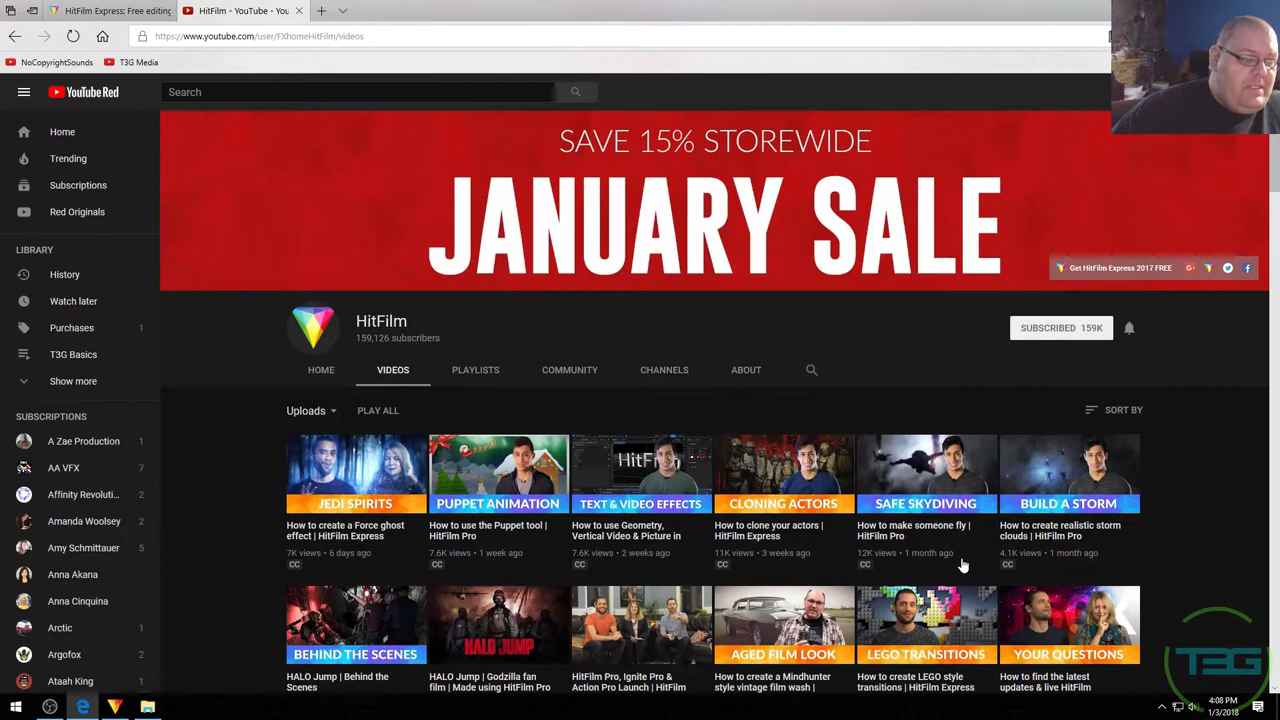 HitFilm Express: Free editing
HitFilm - YouTube - You
https://www.youtube.com/user/FXhomeHitFilm/videos
NoCopyrightSounds
T3G Media
YouTube Red
Search
Home
Trending
Subscriptions
Red Originals
LIBRARY
History
Watch later
Purchases 1
T3G Basics
Show more
SUBSCRIPTIONS
A Zae Production 1
AA VFX 7
Affinity Revoluti... 2
Amanda Woolsey 2
Amy Schmittauer 5
Anna Akana 1
Anna Cinquina 1
Arctic 1
Argofox 2
Ataah King 1
SAVE 15% STOREWIDE
JANUARY SALE
Get HitFilm Express 2017 FREE
HitFilm
159,126 subscribers
SUBSCRIBED 159K
HOME VIDEOS PLAYLISTS COMMUNITY CHANNELS ABOUT
Uploads PLAY ALL SORT BY
HitFilm
JEDI SPIRITS PUPPET ANIMATION TEXT & VIDEO EFFECTS CLONING ACTORS SAFE SKYDIVING BUILD A STORM
How to create a Force ghost
effect | HitFilm Express
7K views • 6 days ago
CC
How to use the Puppet tool |
HitFilm Pro
7.6K views • 1 week ago
CC
How to use Geometry,
Vertical Video & Picture in
7.6K views • 2 weeks ago
CC
How to clone your actors |
HitFilm Express
11K views • 3 weeks ago
CC
How to make someone fly |
HitFilm Pro
12K views • 1 month ago
CC
How to create realistic storm
clouds | HitFilm Pro
4.1K views • 1 month ago
CC
BEHIND THE SCENES HALO JUMP AGED FILM LOOK LEGO TRANSITIONS YOUR QUESTIONS
HALO Jump | Behind the
Scenes
HALO Jump | Godzilla fan
film | Made using HitFilm Pro
HitFilm Pro, Ignite Pro &
Action Pro Launch | HitFilm
How to create a Mindhunter
style vintage film wash |
How to create LEGO style
transitions | HitFilm Express
How to find the latest
updates & live HitFilm
T3G
4:08 PM
1/3/2018